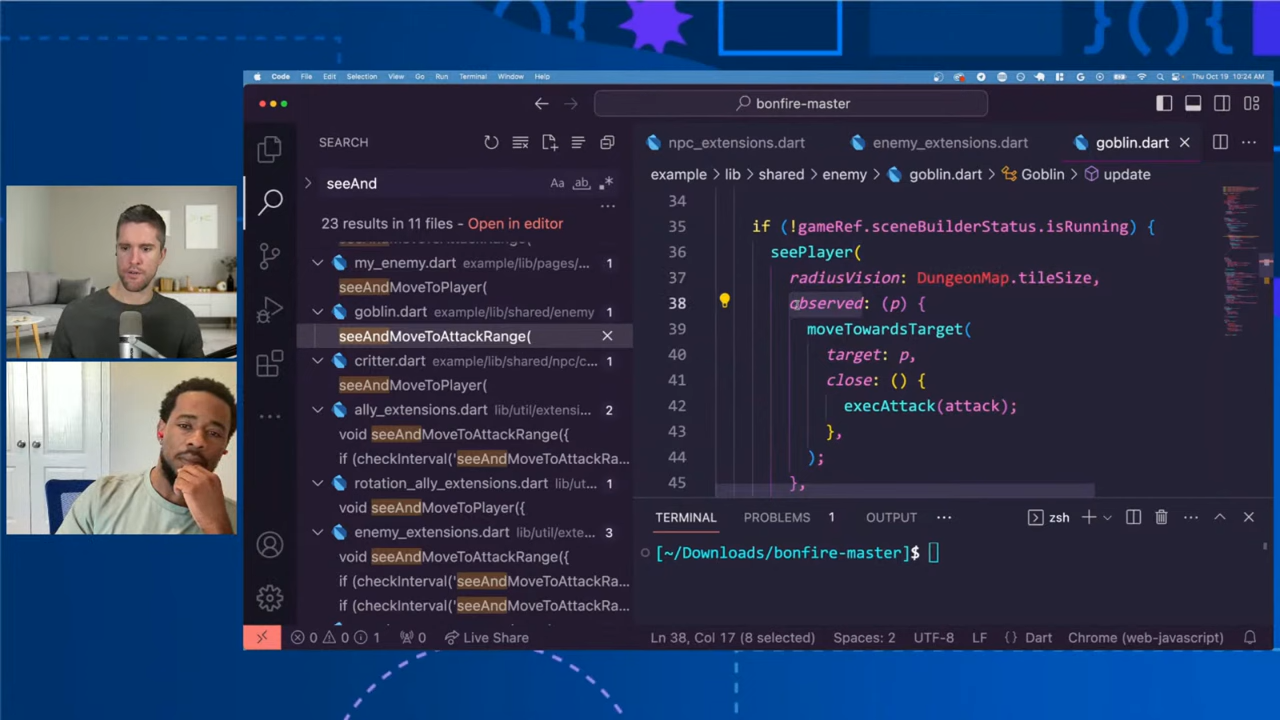 Code File Edit Selection View Go Run Terminal Window Help
Thu Oct 19 10:24 AM
bonfire-master
SEARCH
seeAnd
Aa ab
23 results in 11 files - Open in editor
my_enemy.dart example/lib/pages/... 1
seeAndMoveToPlayer(
goblin.dart example/lib/shared/enemy 1
seeAndMoveToAttackRange(
critter.dart example/lib/shared/npc/c... 1
seeAndMoveToPlayer(
ally_extensions.dart lib/util/extensi... 2
void seeAndMoveToAttackRange({
if (checkInterval('seeAndMoveToAttackRa...
rotation_ally_extensions.dart lib/ut... 1
void seeAndMoveToPlayer({
enemy_extensions.dart lib/util/exte... 3
void seeAndMoveToAttackRange({
if (checkInterval('seeAndMoveToAttackRa...
if (checkInterval('seeAndMoveToAttackRa...
npc_extensions.dart enemy_extensions.dart goblin.dart
example > lib > shared > enemy > goblin.dart > Goblin > update
34
35 if (!gameRef.sceneBuilderStatus.isRunning) {
36 seePlayer(
37 radiusVision: DungeonMap.tileSize,
38 observed: (p) {
39 moveTowardsTarget(
40 target: p,
41 close: () {
42 execAttack(attack);
43 },
44 );
45 },
TERMINAL PROBLEMS 1 OUTPUT ... zsh
[~/Downloads/bonfire-master]$
0 0 1 0 Live Share Ln 38, Col 17 (8 selected) Spaces: 2 UTF-8 LF {} Dart Chrome (web-javascript)